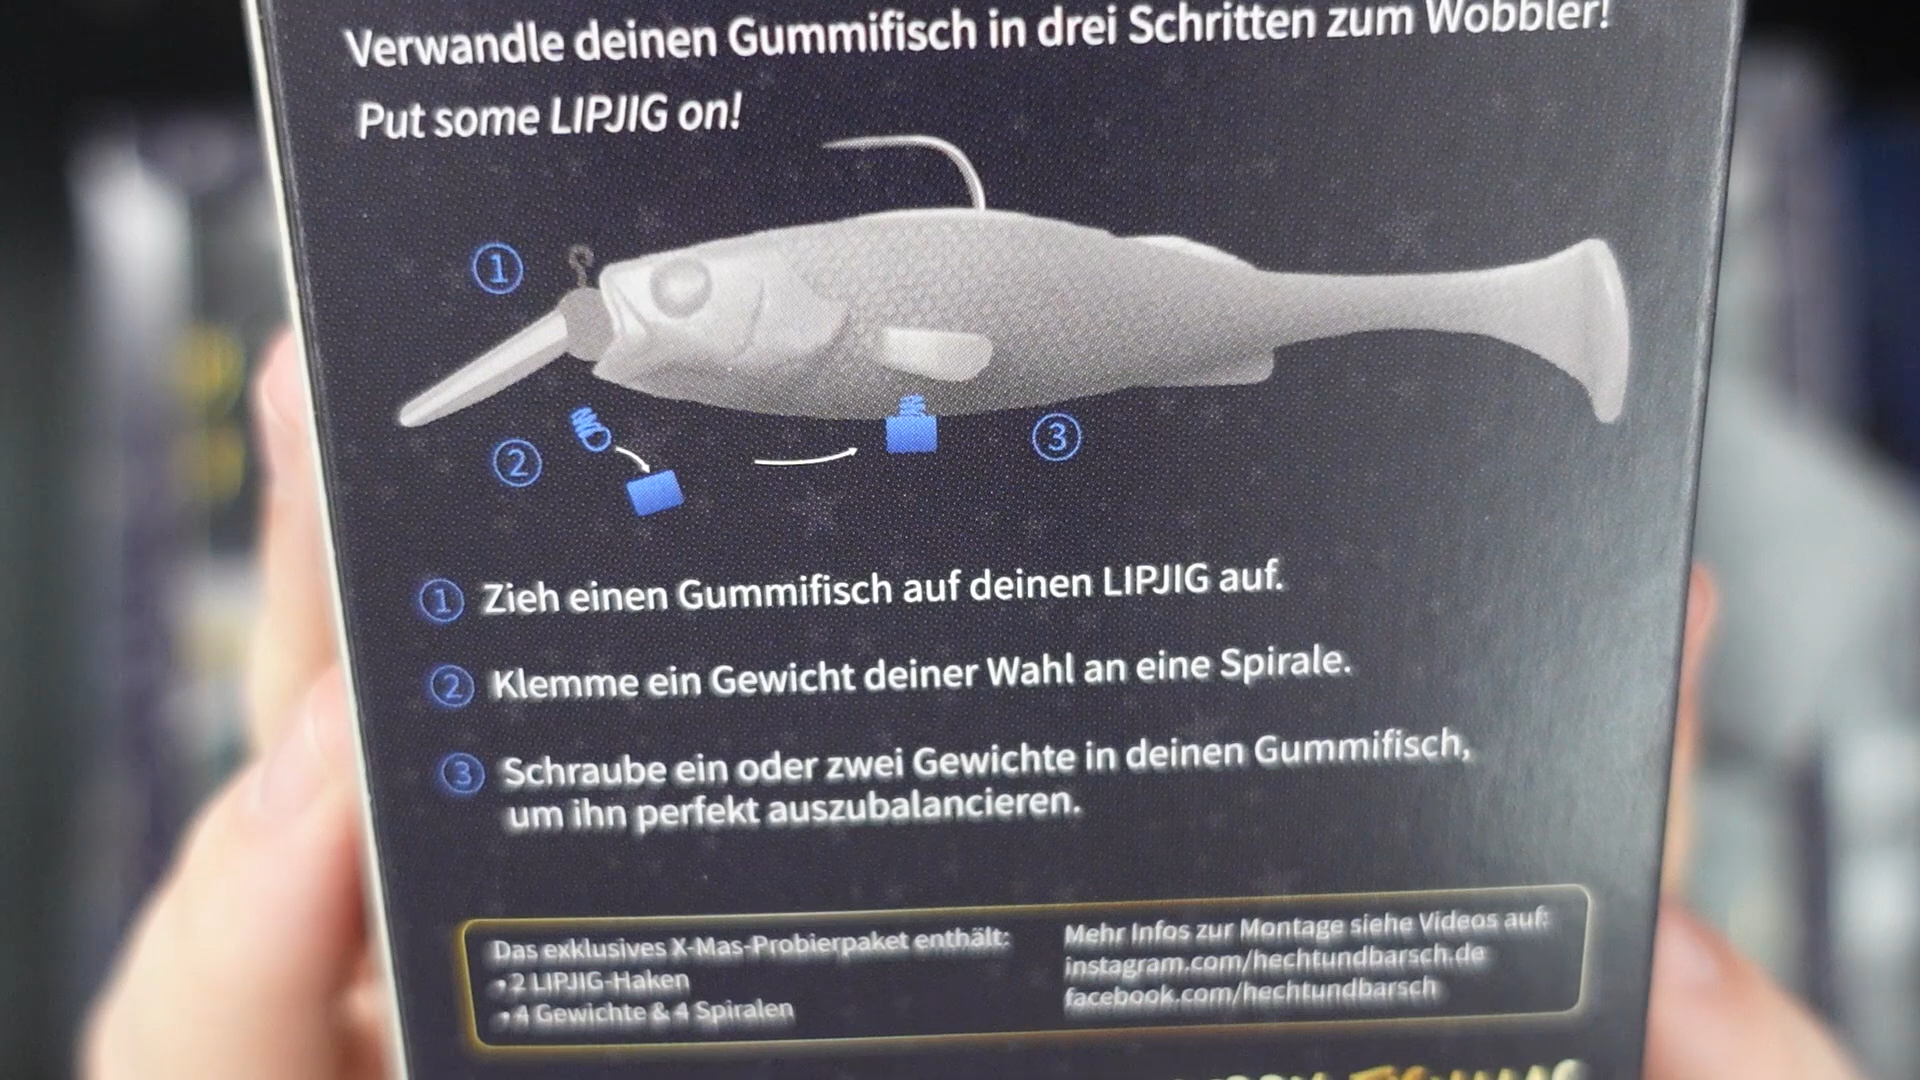 Verwandle deinen Gummifisch in drei Schritten zum Wobbler!
Put some LIPJIG on!
1
2
3
1 Zieh einen Gummifisch auf deinen LIPJIG auf.
2 Klemme ein Gewicht deiner Wahl an eine Spirale.
3 Schraube ein oder zwei Gewichte in deinen Gummifisch,
um ihn perfekt auszubalancieren.
Das exklusives X-Mas-Probierpaket enthält:
• 2 LIPJIG-Haken
• 4 Gewichte & 4 Spiralen
Mehr Infos zur Montage siehe Videos auf:
instagram.com/hechtundbarsch.de
facebook.com/hechtundbarsch